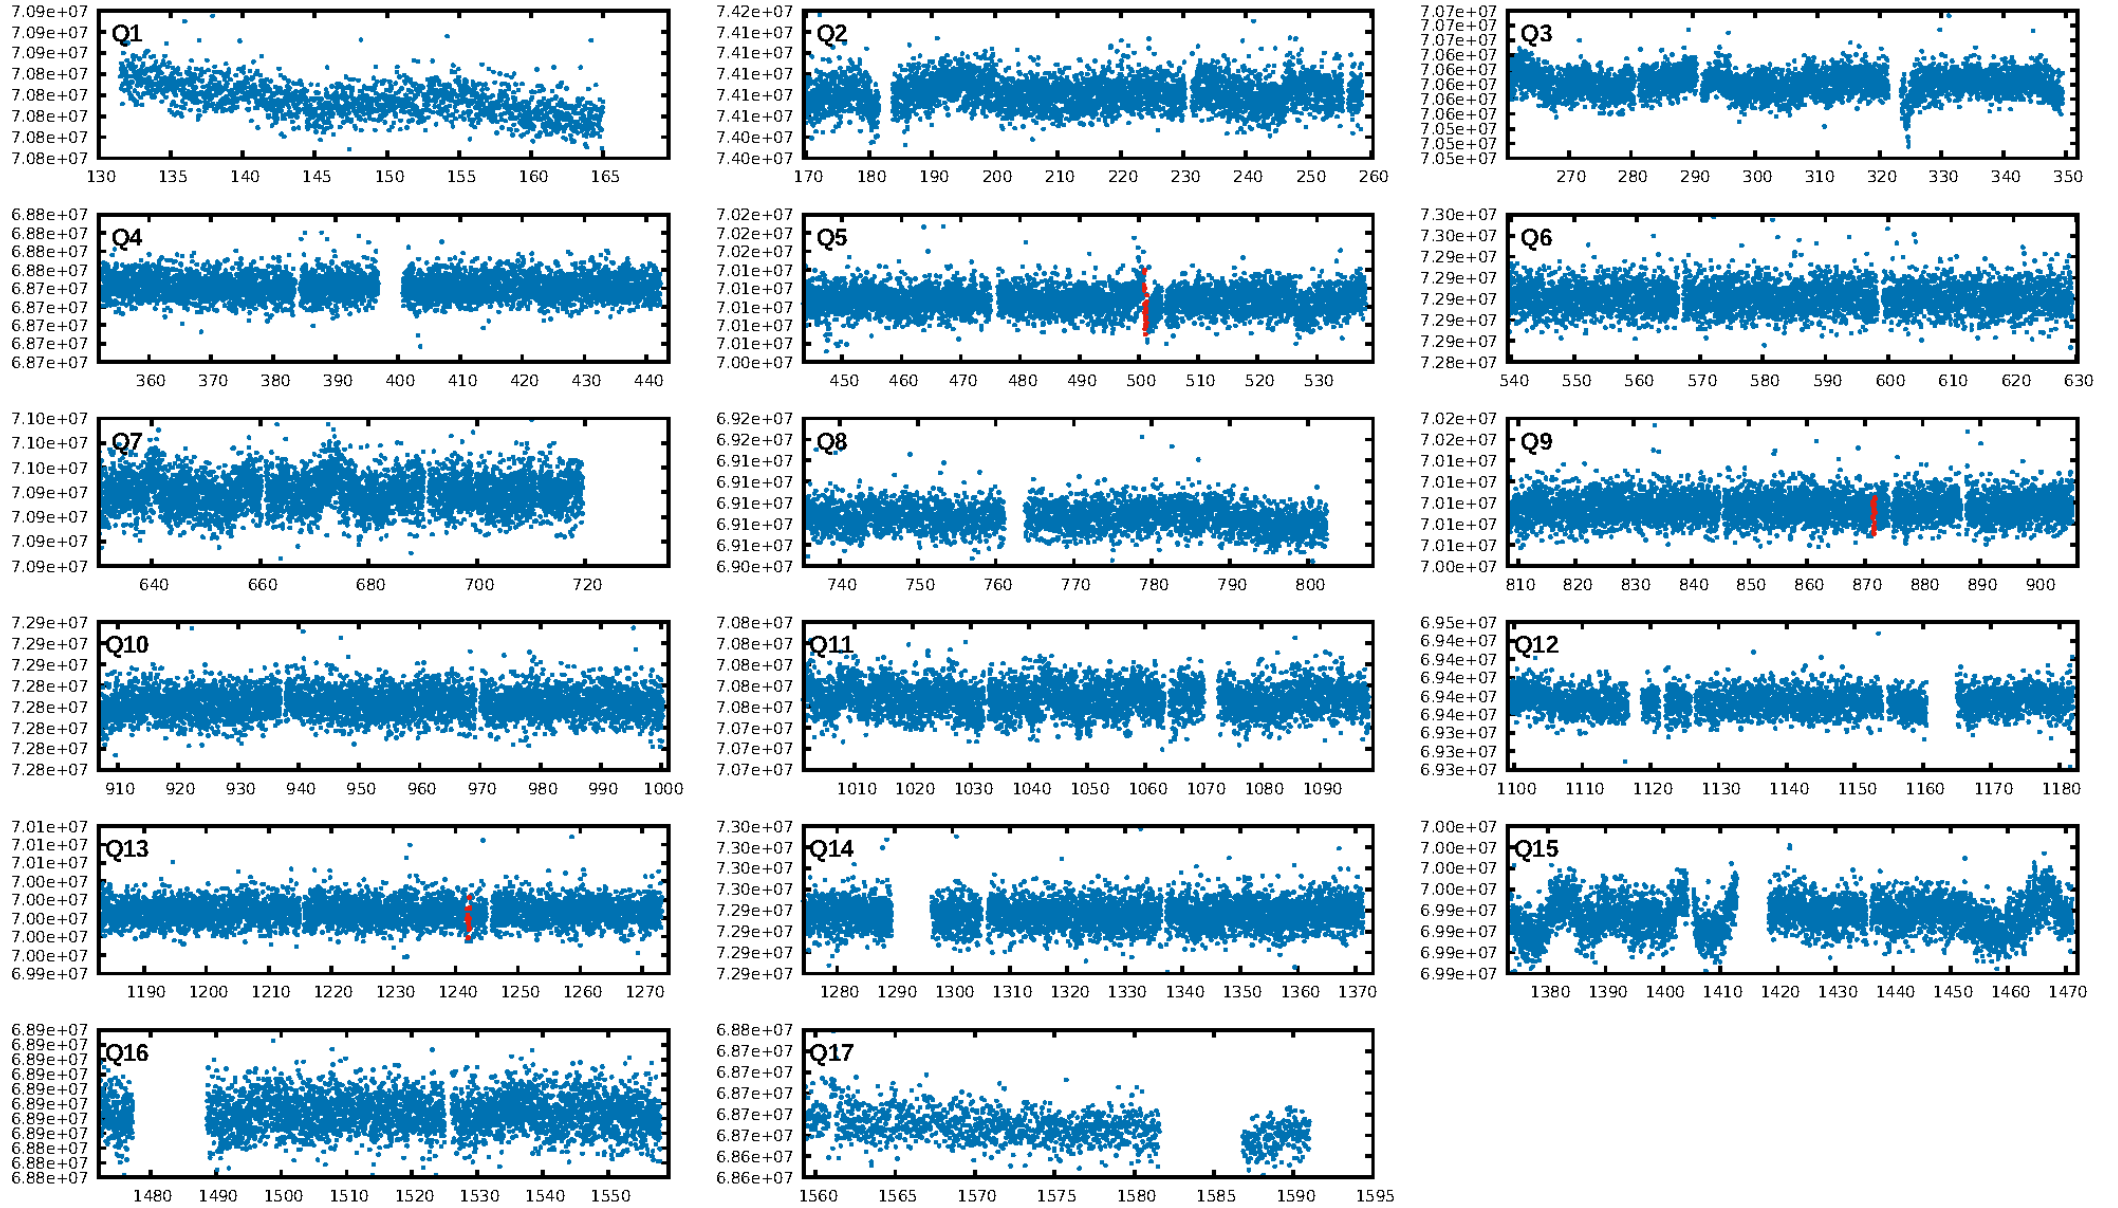 7.09e+07
7.09e+07
7.09e+07
7.08e+07
7.08e+07
7.08e+07
7.08e+07
7.08e+07
Q1
130 135 140 145 150 155 160 165
7.42e+07
7.41e+07
7.41e+07
7.41e+07
7.41e+07
7.41e+07
7.40e+07
7.40e+07
Q2
170 180 190 200 210 220 230 240 250 260
7.07e+07
7.07e+07
7.06e+07
7.06e+07
7.06e+07
7.06e+07
7.06e+07
7.06e+07
7.05e+07
7.05e+07
7.05e+07
Q3
270 280 290 300 310 320 330 340 350
6.88e+07
6.88e+07
6.88e+07
6.88e+07
6.87e+07
6.87e+07
6.87e+07
6.87e+07
6.87e+07
Q4
360 370 380 390 400 410 420 430 440
7.02e+07
7.02e+07
7.02e+07
7.01e+07
7.01e+07
7.01e+07
7.01e+07
7.01e+07
7.00e+07
Q5
450 460 470 480 490 500 510 520 530
7.30e+07
7.30e+07
7.29e+07
7.29e+07
7.29e+07
7.29e+07
7.29e+07
7.28e+07
Q6
540 550 560 570 580 590 600 610 620 630
7.10e+07
7.10e+07
7.10e+07
7.09e+07
7.09e+07
7.09e+07
7.09e+07
Q7
640 660 680 700 720
6.92e+07
6.92e+07
6.91e+07
6.91e+07
6.91e+07
6.91e+07
6.91e+07
6.90e+07
Q8
740 750 760 770 780 790 800
7.02e+07
7.02e+07
7.01e+07
7.01e+07
7.01e+07
7.01e+07
7.01e+07
7.00e+07
Q9
810 820 830 840 850 860 870 880 890 900
7.29e+07
7.29e+07
7.29e+07
7.28e+07
7.28e+07
7.28e+07
7.28e+07
7.28e+07
Q10
910 920 930 940 950 960 970 980 990 1000
7.08e+07
7.08e+07
7.08e+07
7.08e+07
7.08e+07
7.07e+07
7.07e+07
7.07e+07
Q11
1010 1020 1030 1040 1050 1060 1070 1080 1090
6.95e+07
6.94e+07
6.94e+07
6.94e+07
6.94e+07
6.94e+07
6.93e+07
6.93e+07
6.93e+07
Q12
1100 1110 1120 1130 1140 1150 1160 1170 1180
7.01e+07
7.01e+07
7.01e+07
7.00e+07
7.00e+07
7.00e+07
7.00e+07
7.00e+07
6.99e+07
Q13
1190 1200 1210 1220 1230 1240 1250 1260 1270
7.30e+07
7.30e+07
7.30e+07
7.30e+07
7.29e+07
7.29e+07
7.29e+07
7.29e+07
Q14
1280 1290 1300 1310 1320 1330 1340 1350 1360 1370
7.00e+07
7.00e+07
7.00e+07
7.00e+07
6.99e+07
6.99e+07
6.99e+07
6.99e+07
Q15
1380 1390 1400 1410 1420 1430 1440 1450 1460 1470
6.89e+07
6.89e+07
6.89e+07
6.89e+07
6.89e+07
6.89e+07
6.89e+07
6.89e+07
6.88e+07
6.88e+07
6.88e+07
Q16
1480 1490 1500 1510 1520 1530 1540 1550
6.88e+07
6.87e+07
6.87e+07
6.87e+07
6.87e+07
6.87e+07
6.86e+07
6.86e+07
Q17
1560 1565 1570 1575 1580 1585 1590 1595